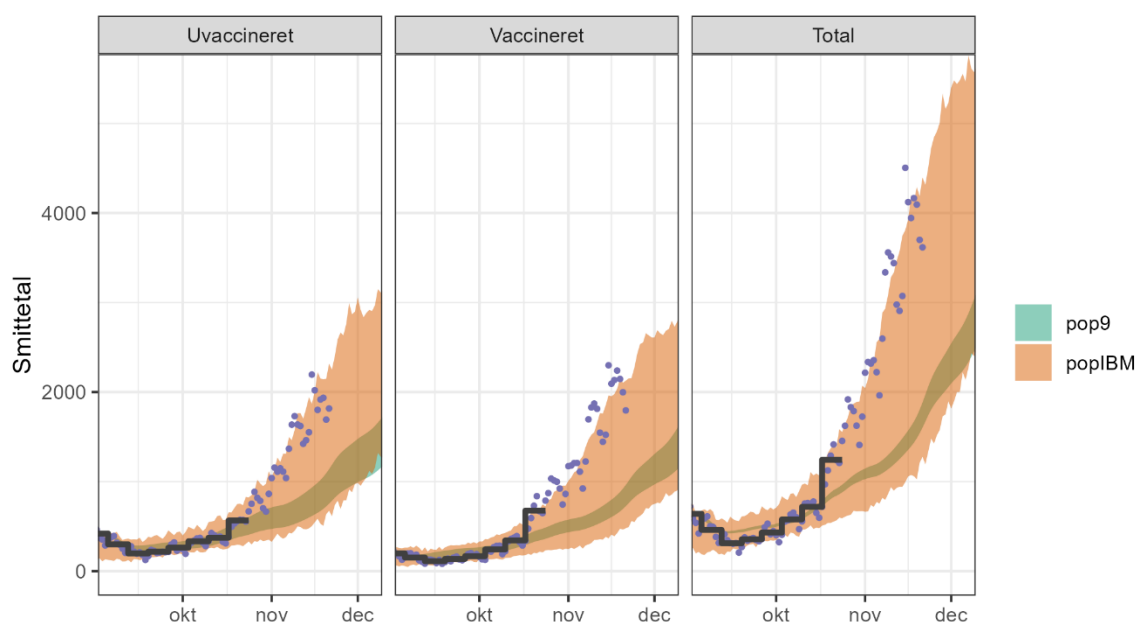 Uvaccineret
Vaccineret
Total
Smittetal
4000
2000
0
okt
nov
dec
okt
nov
dec
okt
nov
dec
pop9
popIBM